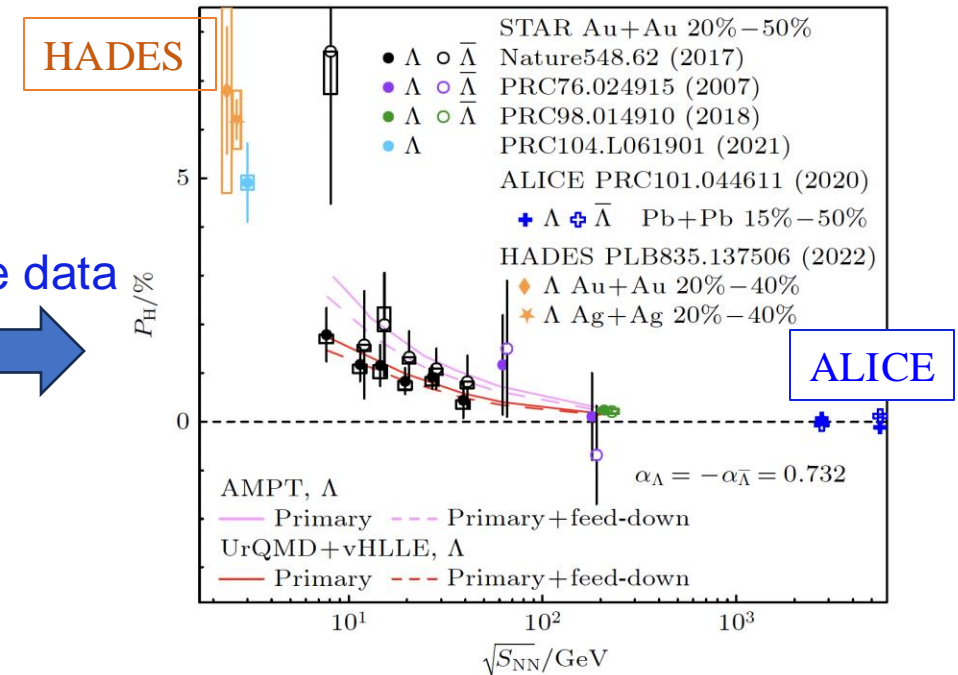 HADES
STAR Au+Au 20%−50%
Λ Λ̅ Nature548.62 (2017)
Λ Λ̅ PRC76.024915 (2007)
Λ Λ̅ PRC98.014910 (2018)
Λ PRC104.L061901 (2021)
ALICE PRC101.044611 (2020)
Λ Λ̅ Pb+Pb 15%−50%
HADES PLB835.137506 (2022)
Λ Au+Au 20%−40%
Λ Ag+Ag 20%−40%
e data
ALICE
P_H/%
5
0
α_Λ = −α_Λ̅ = 0.732
AMPT, Λ
Primary Primary+feed-down
UrQMD+vHLLE, Λ
Primary Primary+feed-down
10¹ 10² 10³
√S_NN/GeV